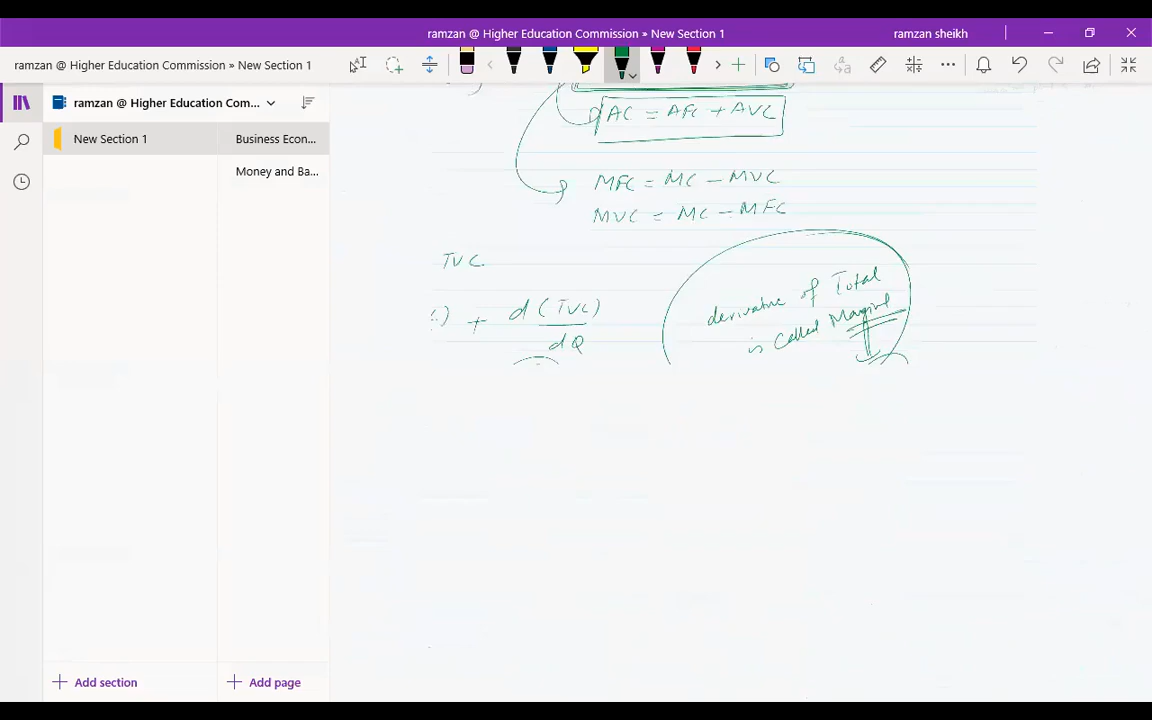 ramzan @ Higher Education Commission » New Section 1
ramzan sheikh
ramzan @ Higher Education Commission » New Section 1
ramzan @ Higher Education Com...
New Section 1
Business Econ...
Money and Ba...
AC = AFC + AVC
MFC = MC - MVC
MVC = MC - MFC
TVC
) + d(TVC)
dQ
derivative of Total
is Called Marginal
Add section
Add page